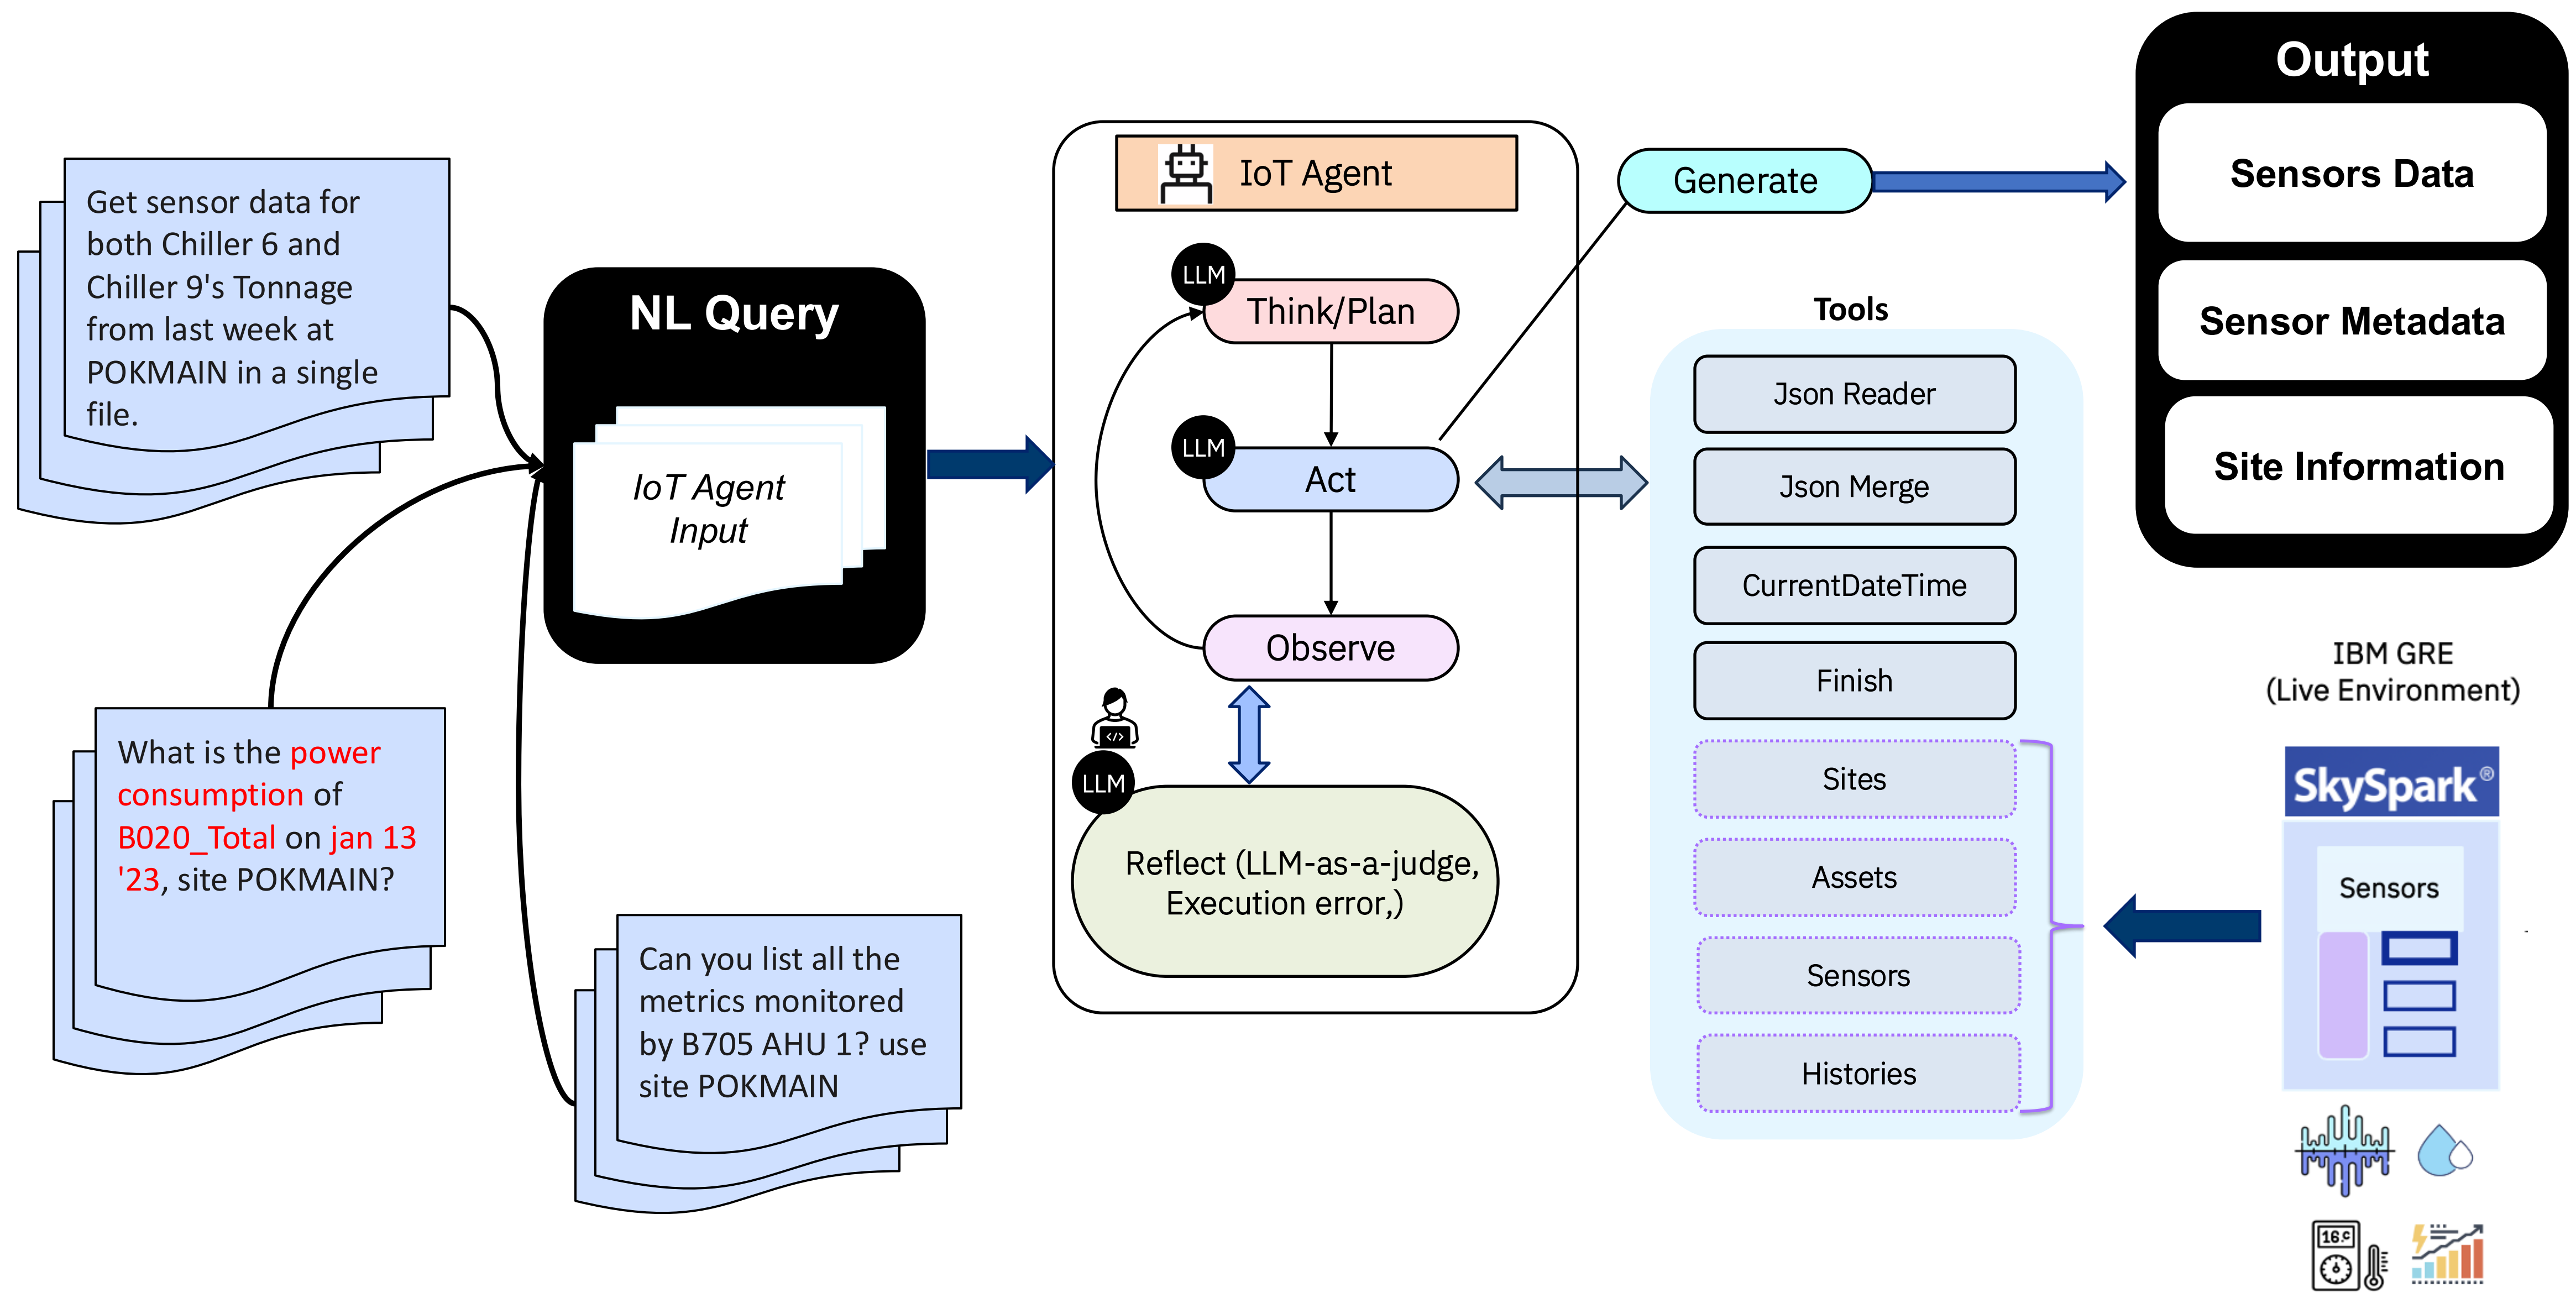 Get sensor data for
both Chiller 6 and
Chiller 9's Tonnage
from last week at
POKMAIN in a single
file.
What is the power
consumption of
B020_Total on jan 13
'23, site POKMAIN?
Can you list all the
metrics monitored
by B705 AHU 1? use
site POKMAIN
NL Query
IoT Agent
Input
IoT Agent
LLM
Think/Plan
LLM
Act
Observe
</>
LLM
Reflect (LLM-as-a-judge,
Execution error,)
Generate
Tools
Json Reader
Json Merge
CurrentDateTime
Finish
Sites
Assets
Sensors
Histories
Output
Sensors Data
Sensor Metadata
Site Information
IBM GRE
(Live Environment)
SkySpark®
Sensors
16.c